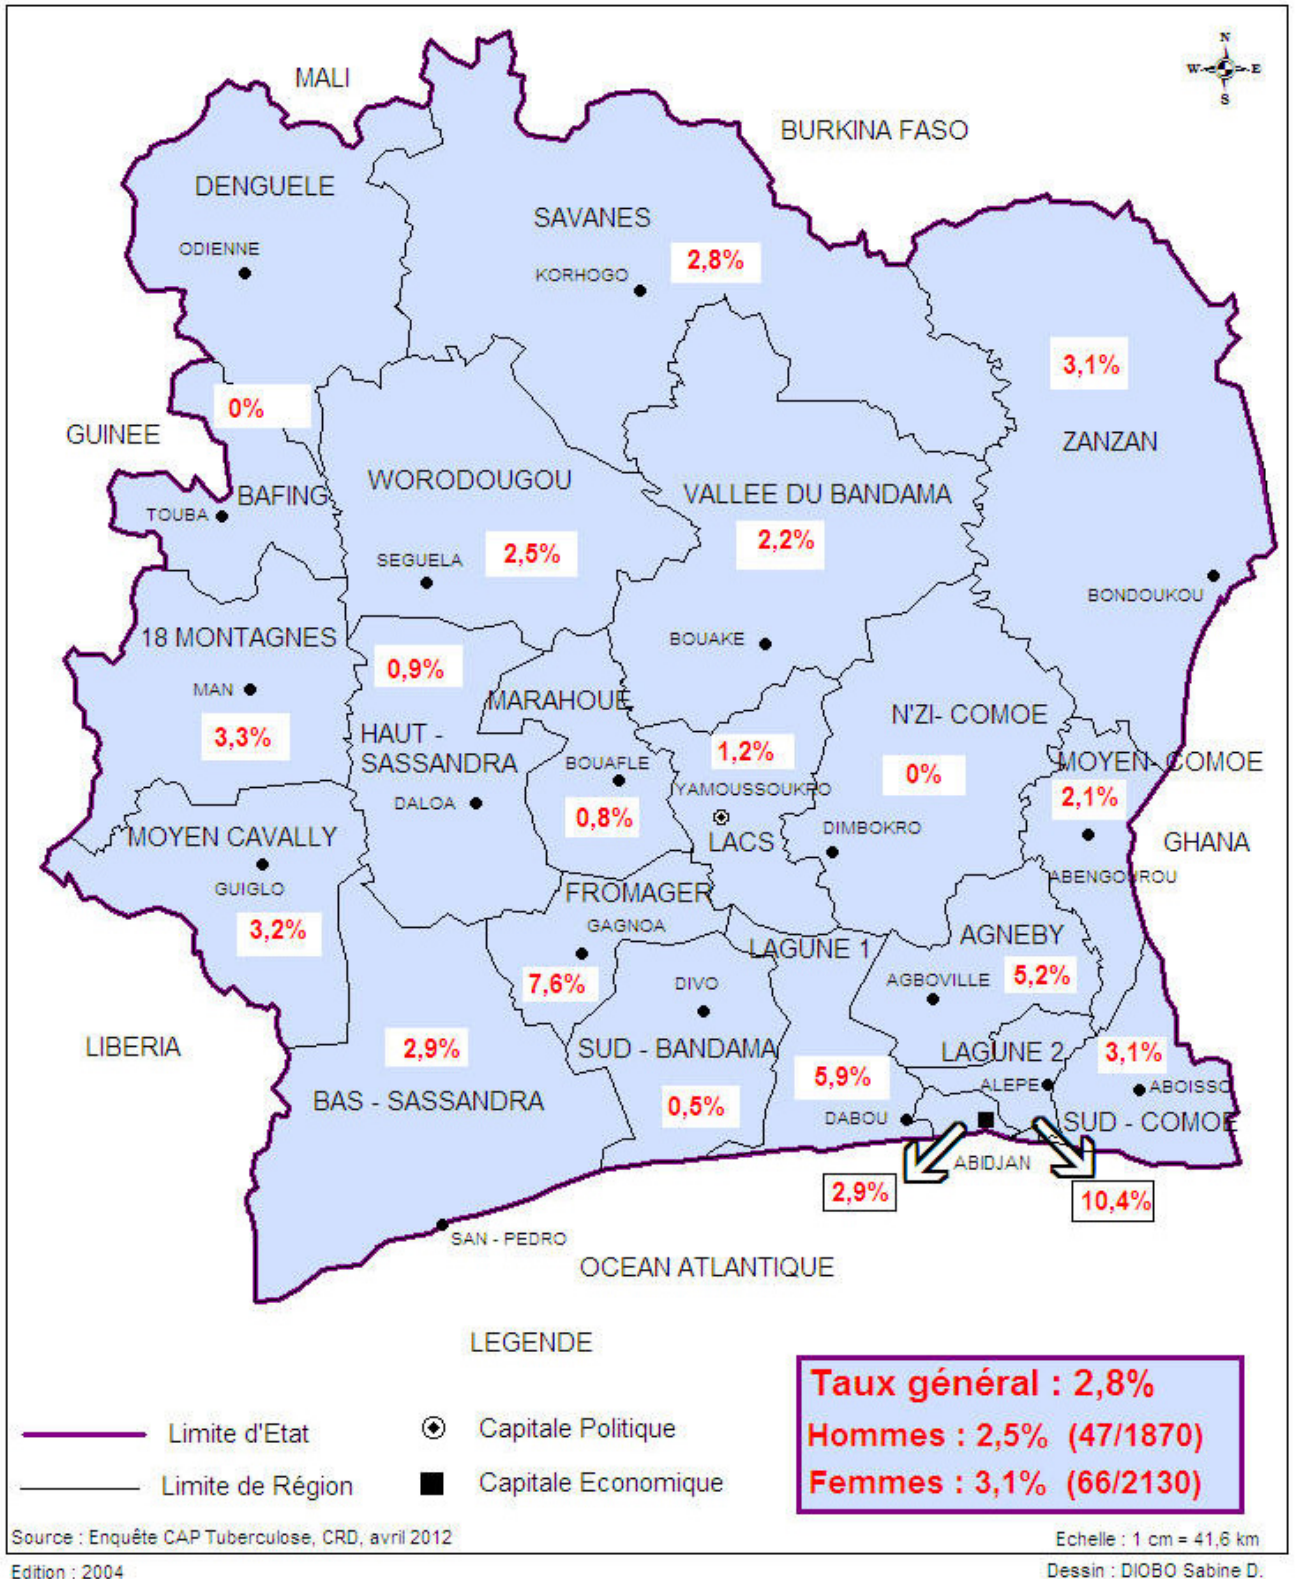 N
W
E
S
MALI
BURKINA FASO
DENGUELE
SAVANES
ODIENNE
2,8%
KORHOGO
3,1%
0%
GUINEE
ZANZAN
WORODOUGOU
BAFING
VALLEE DU BANDAMA
TOUBA
2,2%
2,5%
SEGUELA
BONDOUKOU
18 MONTAGNES
BOUAKE
0,9%
MAN
MARAHOUE
N'ZI- COMOE
3,3%
HAUT -
SASSANDRA
1,2%
BOUAFLE
MOYEN- COMOE
0%
YAMOUSSOUKRO
2,1%
DALOA
0,8%
MOYEN CAVALLY
LACS
DIMBOKRO
GHANA
GUIGLO
ABENGOUROU
FROMAGER
3,2%
GAGNOA
LAGUNE 1
AGNEBY
7,6%
DIVO
AGBOVILLE
5,2%
LIBERIA
2,9%
SUD - BANDAMA
LAGUNE 2
3,1%
5,9%
ALEPE
ABOISSO
BAS - SASSANDRA
0,5%
DABOU
SUD - COMOE
ABIDJAN
2,9%
10,4%
SAN - PEDRO
OCEAN ATLANTIQUE
LEGENDE
Limite d'Etat
Capitale Politique
Limite de Région
Capitale Economique
Taux général : 2,8%
Hommes : 2,5% (47/1870)
Femmes : 3,1% (66/2130)
Source : Enquête CAP Tuberculose, CRD, avril 2012
Echelle : 1 cm = 41,6 km
Edition : 2004
Dessin : DIOBO Sabine D.